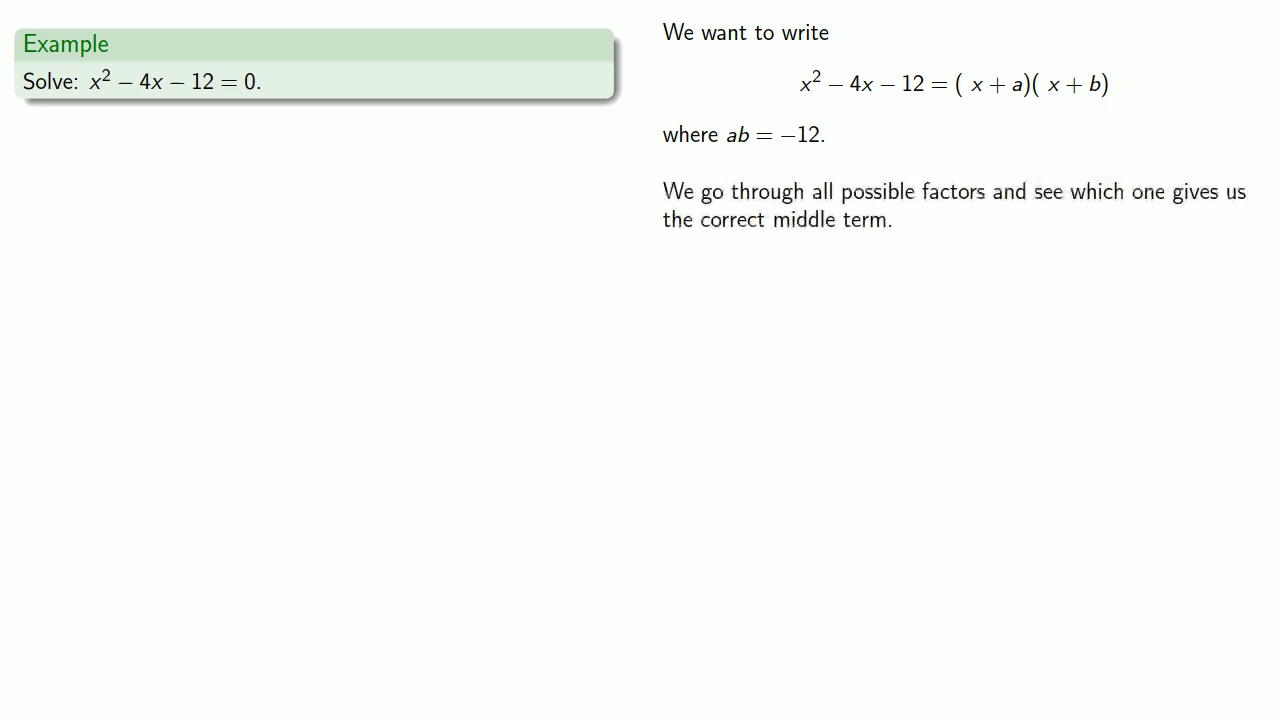 Example
Solve: x² − 4x − 12 = 0.
We want to write
x² − 4x − 12 = ( x + a)( x + b)
where ab = −12.
We go through all possible factors and see which one gives us
the correct middle term.